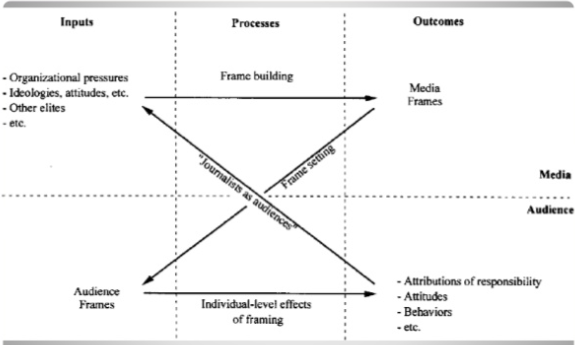 Inputs
Processes
Outcomes
- Organizational pressures
- Ideologies, attitudes, etc.
- Other elites
- etc.
Frame building
Media
Frames
"Journalists as audiences"
Frame setting
Media
Audience
Audience
Frames
Individual-level effects
of framing
- Attributions of responsibility
- Attitudes
- Behaviors
- etc.